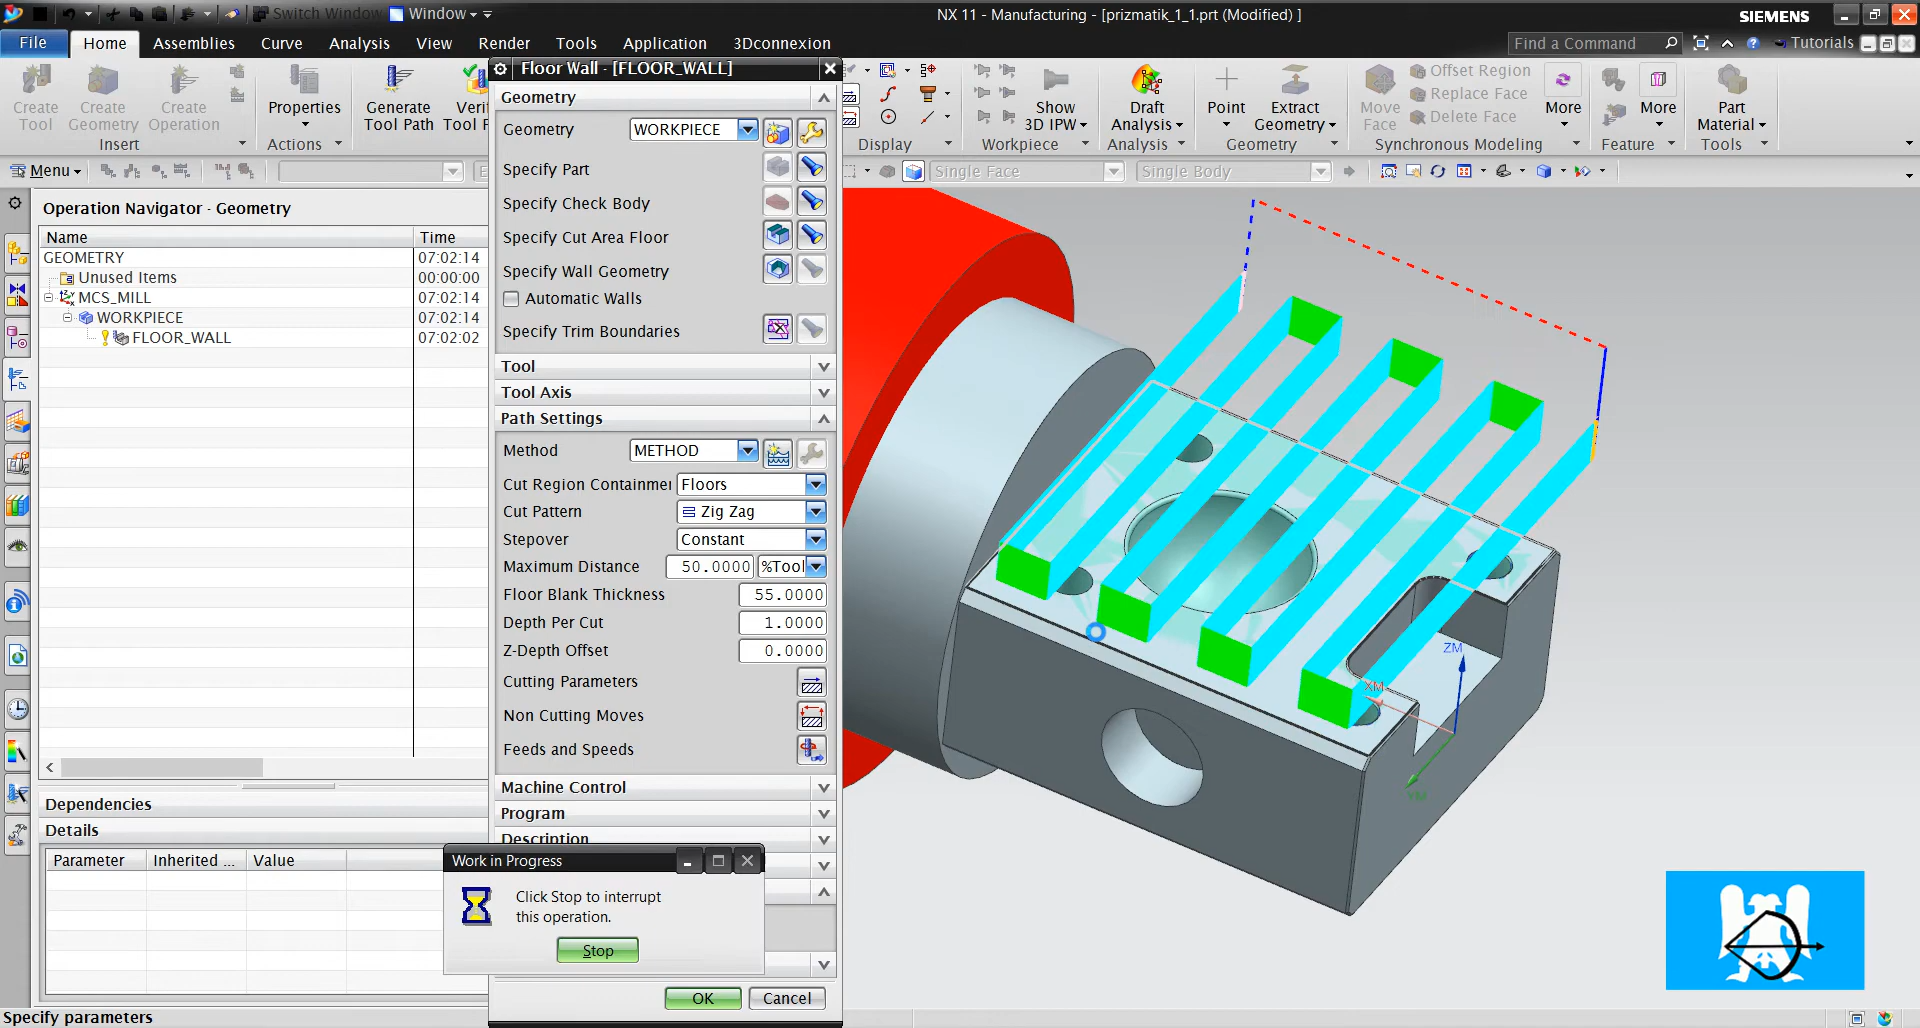 Switch Window
Window
NX 11 - Manufacturing - [prizmatik_1_1.prt (Modified) ]
SIEMENS
File
Home
Assemblies
Curve
Analysis
View
Render
Tools
Application
3Dconnexion
Find a Command
Tutorials
Create Tool
Create Geometry
Create Operation
Insert
Properties
Actions
Generate Tool Path
Display
Show 3D IPW
Workpiece
Draft Analysis
Analysis
Point
Extract Geometry
Geometry
Move Face
Offset Region
Replace Face
Delete Face
More
Synchronous Modeling
More
Feature
Part Material
Tools
Menu
Single Face
Single Body
Operation Navigator - Geometry
Name Time
GEOMETRY 07:02:14
Unused Items 00:00:00
MCS_MILL 07:02:14
WORKPIECE 07:02:14
FLOOR_WALL 07:02:02
Dependencies
Details
Parameter Inherited ... Value
Floor Wall - [FLOOR_WALL]
Geometry
Geometry WORKPIECE
Specify Part
Specify Check Body
Specify Cut Area Floor
Specify Wall Geometry
Automatic Walls
Specify Trim Boundaries
Tool
Tool Axis
Path Settings
Method METHOD
Cut Region Containmer Floors
Cut Pattern Zig Zag
Stepover Constant
Maximum Distance 50.0000 %Tool
Floor Blank Thickness 55.0000
Depth Per Cut 1.0000
Z-Depth Offset 0.0000
Cutting Parameters
Non Cutting Moves
Feeds and Speeds
Machine Control
Program
Description
Work in Progress
Click Stop to interrupt
this operation.
Stop
OK Cancel
ZM
XM
YM
Specify parameters